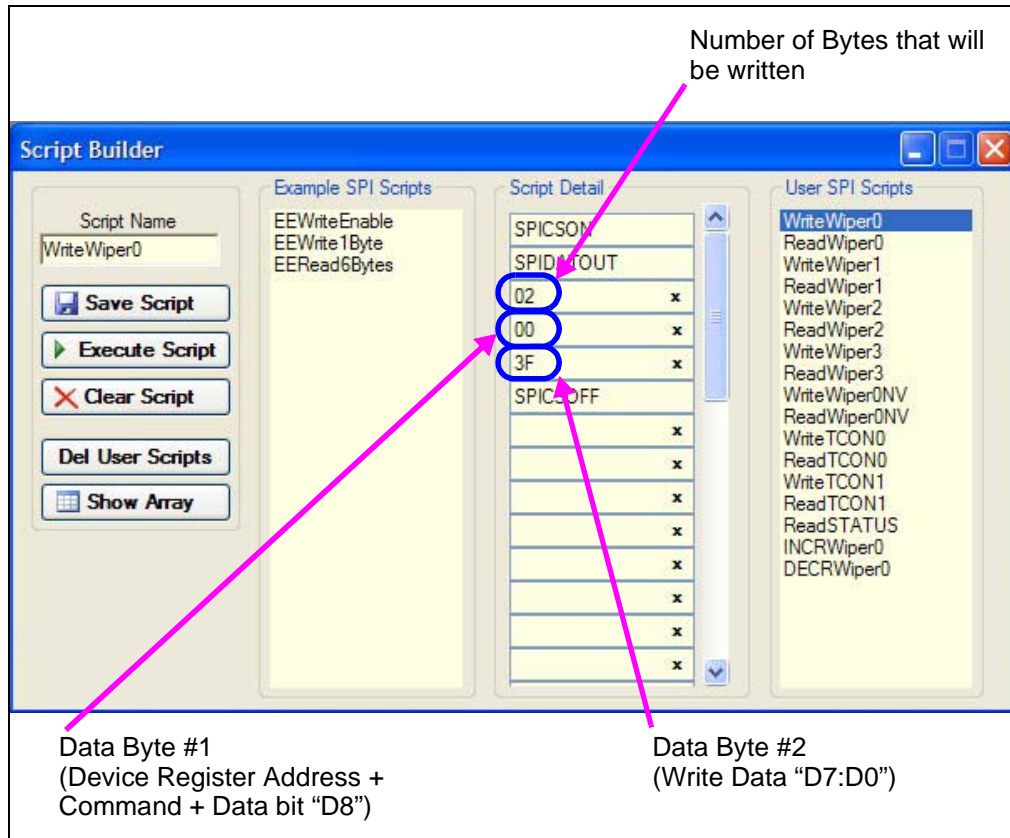 Number of Bytes that will
be written
Script Builder
Script Name
WriteWiper0
Save Script
Execute Script
Clear Script
Del User Scripts
Show Array
Example SPI Scripts
EEWriteEnable
EEWrite1Byte
EERead6Bytes
Script Detail
SPICSON
SPIDATOUT
02 x
00 x
3F x
SPICSOFF
x
x
x
x
x
x
x
x
User SPI Scripts
WriteWiper0
ReadWiper0
WriteWiper1
ReadWiper1
WriteWiper2
ReadWiper2
WriteWiper3
ReadWiper3
WriteWiper0NV
ReadWiper0NV
WriteTCON0
ReadTCON0
WriteTCON1
ReadTCON1
ReadSTATUS
INCRWiper0
DECRWiper0
Data Byte #1
(Device Register Address +
Command + Data bit “D8”)
Data Byte #2
(Write Data “D7:D0”)